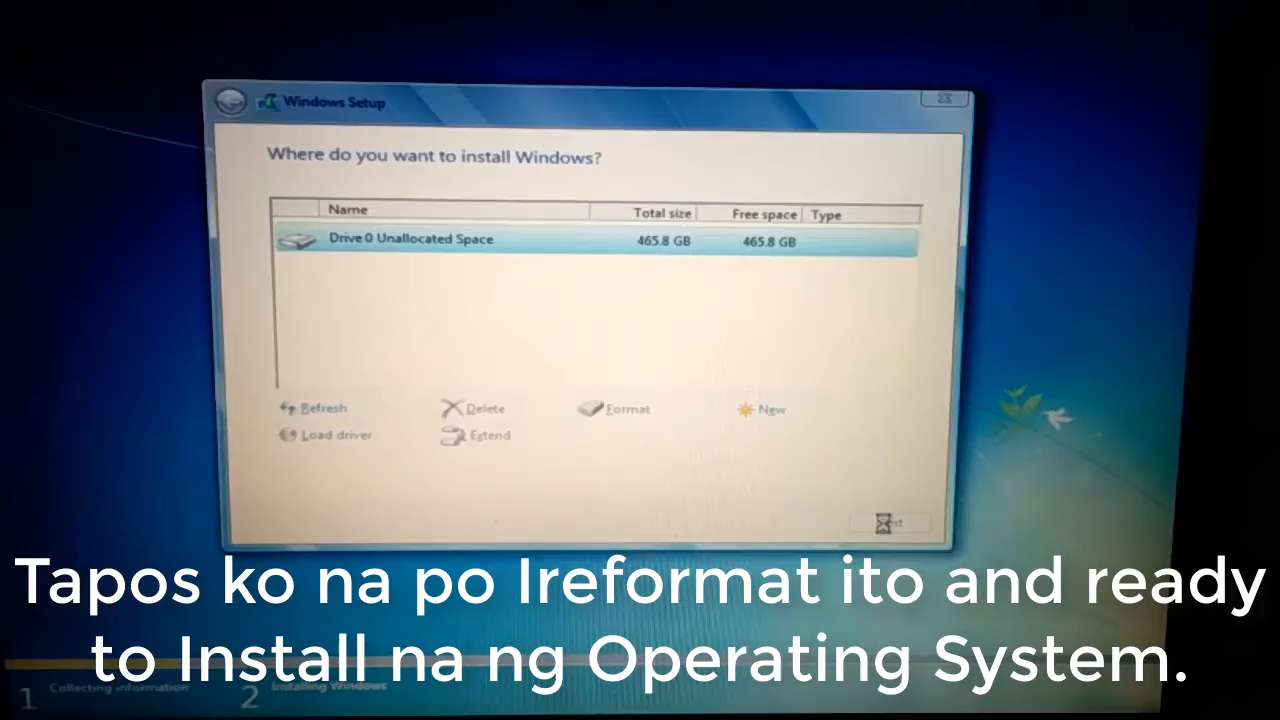 Windows Setup
Where do you want to install Windows?
Name Total size Free space Type
Drive 0 Unallocated Space 465.8 GB 465.8 GB
Refresh Delete Format New
Load driver Extend
Tapos ko na po Ireformat ito and ready
to Install na ng Operating System.
1 Collecting information 2 Installing Windows